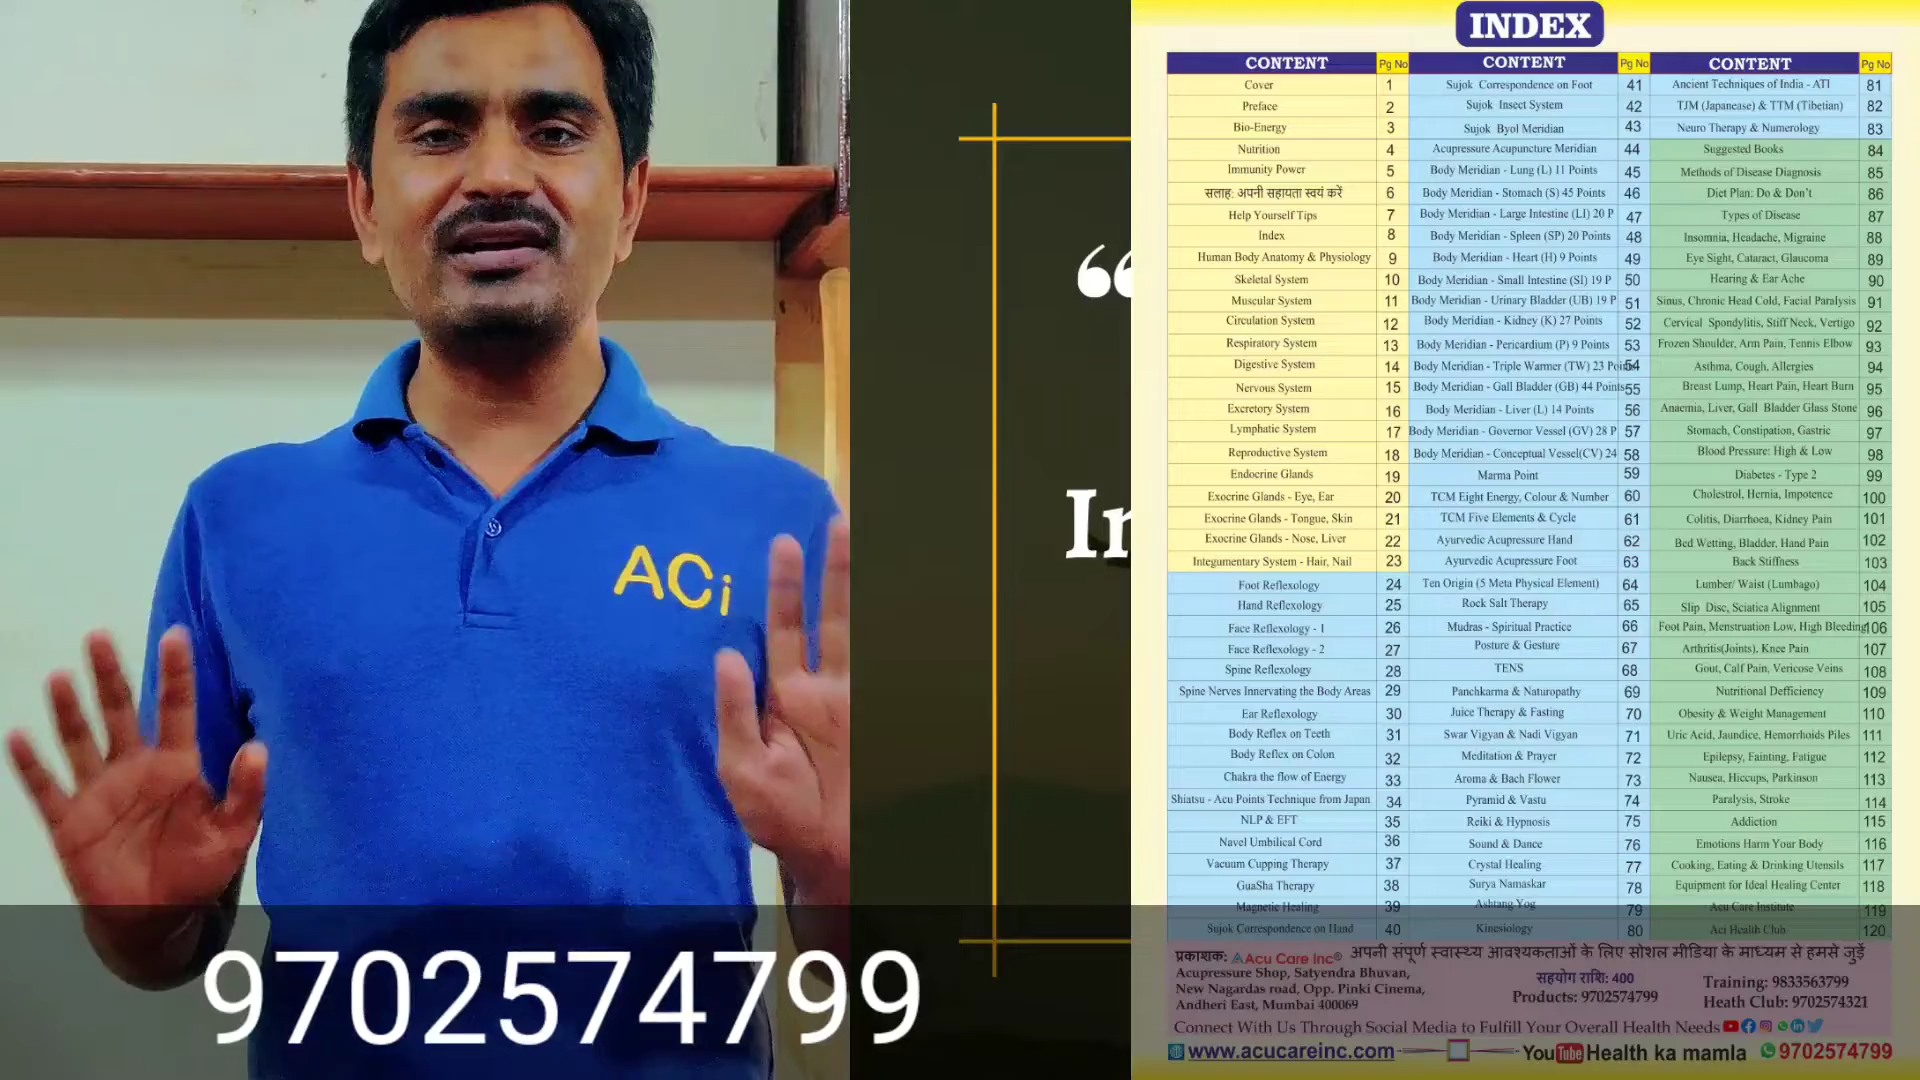 ACi
9702574799
“
In
INDEX
CONTENT Pg No CONTENT Pg No CONTENT Pg No
Cover 1 Sujok Correspondence on Foot 41 Ancient Techniques of India - ATI 81
Preface 2 Sujok Insect System 42 TJM (Japanease) & TTM (Tibetian) 82
Bio-Energy 3 Sujok Byol Meridian 43 Neuro Therapy & Numerology 83
Nutrition 4 Acupressure Acupuncture Meridian 44 Suggested Books 84
Immunity Power 5 Body Meridian - Lung (L) 11 Points 45 Methods of Disease Diagnosis 85
सलाह: अपनी सहायता स्वयं करें 6 Body Meridian - Stomach (S) 45 Points 46 Diet Plan: Do & Don't 86
Help Yourself Tips 7 Body Meridian - Large Intestine (LI) 20 P 47 Types of Disease 87
Index 8 Body Meridian - Spleen (SP) 20 Points 48 Insomnia, Headache, Migraine 88
Human Body Anatomy & Physiology 9 Body Meridian - Heart (H) 9 Points 49 Eye Sight, Cataract, Glaucoma 89
Skeletal System 10 Body Meridian - Small Intestine (SI) 19 P 50 Hearing & Ear Ache 90
Muscular System 11 Body Meridian - Urinary Bladder (UB) 19 P 51 Sinus, Chronic Head Cold, Facial Paralysis 91
Circulation System 12 Body Meridian - Kidney (K) 27 Points 52 Cervical Spondylitis, Stiff Neck, Vertigo 92
Respiratory System 13 Body Meridian - Pericardium (P) 9 Points 53 Frozen Shoulder, Arm Pain, Tennis Elbow 93
Digestive System 14 Body Meridian - Triple Warmer (TW) 23 Points 54 Asthma, Cough, Allergies 94
Nervous System 15 Body Meridian - Gall Bladder (GB) 44 Points 55 Breast Lump, Heart Pain, Heart Burn 95
Excretory System 16 Body Meridian - Liver (L) 14 Points 56 Anaemia, Liver, Gall Bladder Glass Stone 96
Lymphatic System 17 Body Meridian - Governor Vessel (GV) 28 P 57 Stomach, Constipation, Gastric 97
Reproductive System 18 Body Meridian - Conceptual Vessel(CV) 24 58 Blood Pressure: High & Low 98
Endocrine Glands 19 Marma Point 59 Diabetes - Type 2 99
Exocrine Glands - Eye, Ear 20 TCM Eight Energy, Colour & Number 60 Cholestrol, Hernia, Impotence 100
Exocrine Glands - Tongue, Skin 21 TCM Five Elements & Cycle 61 Colitis, Diarrhoea, Kidney Pain 101
Exocrine Glands - Nose, Liver 22 Ayurvedic Acupressure Hand 62 Bed Wetting, Bladder, Hand Pain 102
Integumentary System - Hair, Nail 23 Ayurvedic Acupressure Foot 63 Back Stiffness 103
Foot Reflexology 24 Ten Origin (5 Meta Physical Element) 64 Lumber/ Waist (Lumbago) 104
Hand Reflexology 25 Rock Salt Therapy 65 Slip Disc, Sciatica Alignment 105
Face Reflexology - 1 26 Mudras - Spiritual Practice 66 Foot Pain, Menstruation Low, High Bleeding 106
Face Reflexology - 2 27 Posture & Gesture 67 Arthritis(Joints), Knee Pain 107
Spine Reflexology 28 TENS 68 Gout, Calf Pain, Vericose Veins 108
Spine Nerves Innervating the Body Areas 29 Panchkarma & Naturopathy 69 Nutritional Defficiency 109
Ear Reflexology 30 Juice Therapy & Fasting 70 Obesity & Weight Management 110
Body Reflex on Teeth 31 Swar Vigyan & Nadi Vigyan 71 Uric Acid, Jaundice, Hemorrhoids Piles 111
Body Reflex on Colon 32 Meditation & Prayer 72 Epilepsy, Fainting, Fatigue 112
Chakra the flow of Energy 33 Aroma & Bach Flower 73 Nausea, Hiccups, Parkinson 113
Shiatsu - Acu Points Technique from Japan 34 Pyramid & Vastu 74 Paralysis, Stroke 114
NLP & EFT 35 Reiki & Hypnosis 75 Addiction 115
Navel Umbilical Cord 36 Sound & Dance 76 Emotions Harm Your Body 116
Vacuum Cupping Therapy 37 Crystal Healing 77 Cooking, Eating & Drinking Utensils 117
GuaSha Therapy 38 Surya Namaskar 78 Equipment for Ideal Healing Center 118
Magnetic Healing 39 Ashtang Yog 79 Acu Care Institute 119
Sujok Correspondence on Hand 40 Kinesiology 80 Aci Health Club 120
प्रकाशक: Acu Care Inc® अपनी संपूर्ण स्वास्थ्य आवश्यकताओं के लिए सोशल मीडिया के माध्यम से हमसे जुड़ें
Acupressure Shop, Satyendra Bhuvan,
New Nagardas road, Opp. Pinki Cinema,
Andheri East, Mumbai 400069
सहयोग राशि: 400
Products: 9702574799
Training: 9833563799
Heath Club: 9702574321
Connect With Us Through Social Media to Fulfill Your Overall Health Needs
www.acucareinc.com YouTube Health ka mamla 9702574799